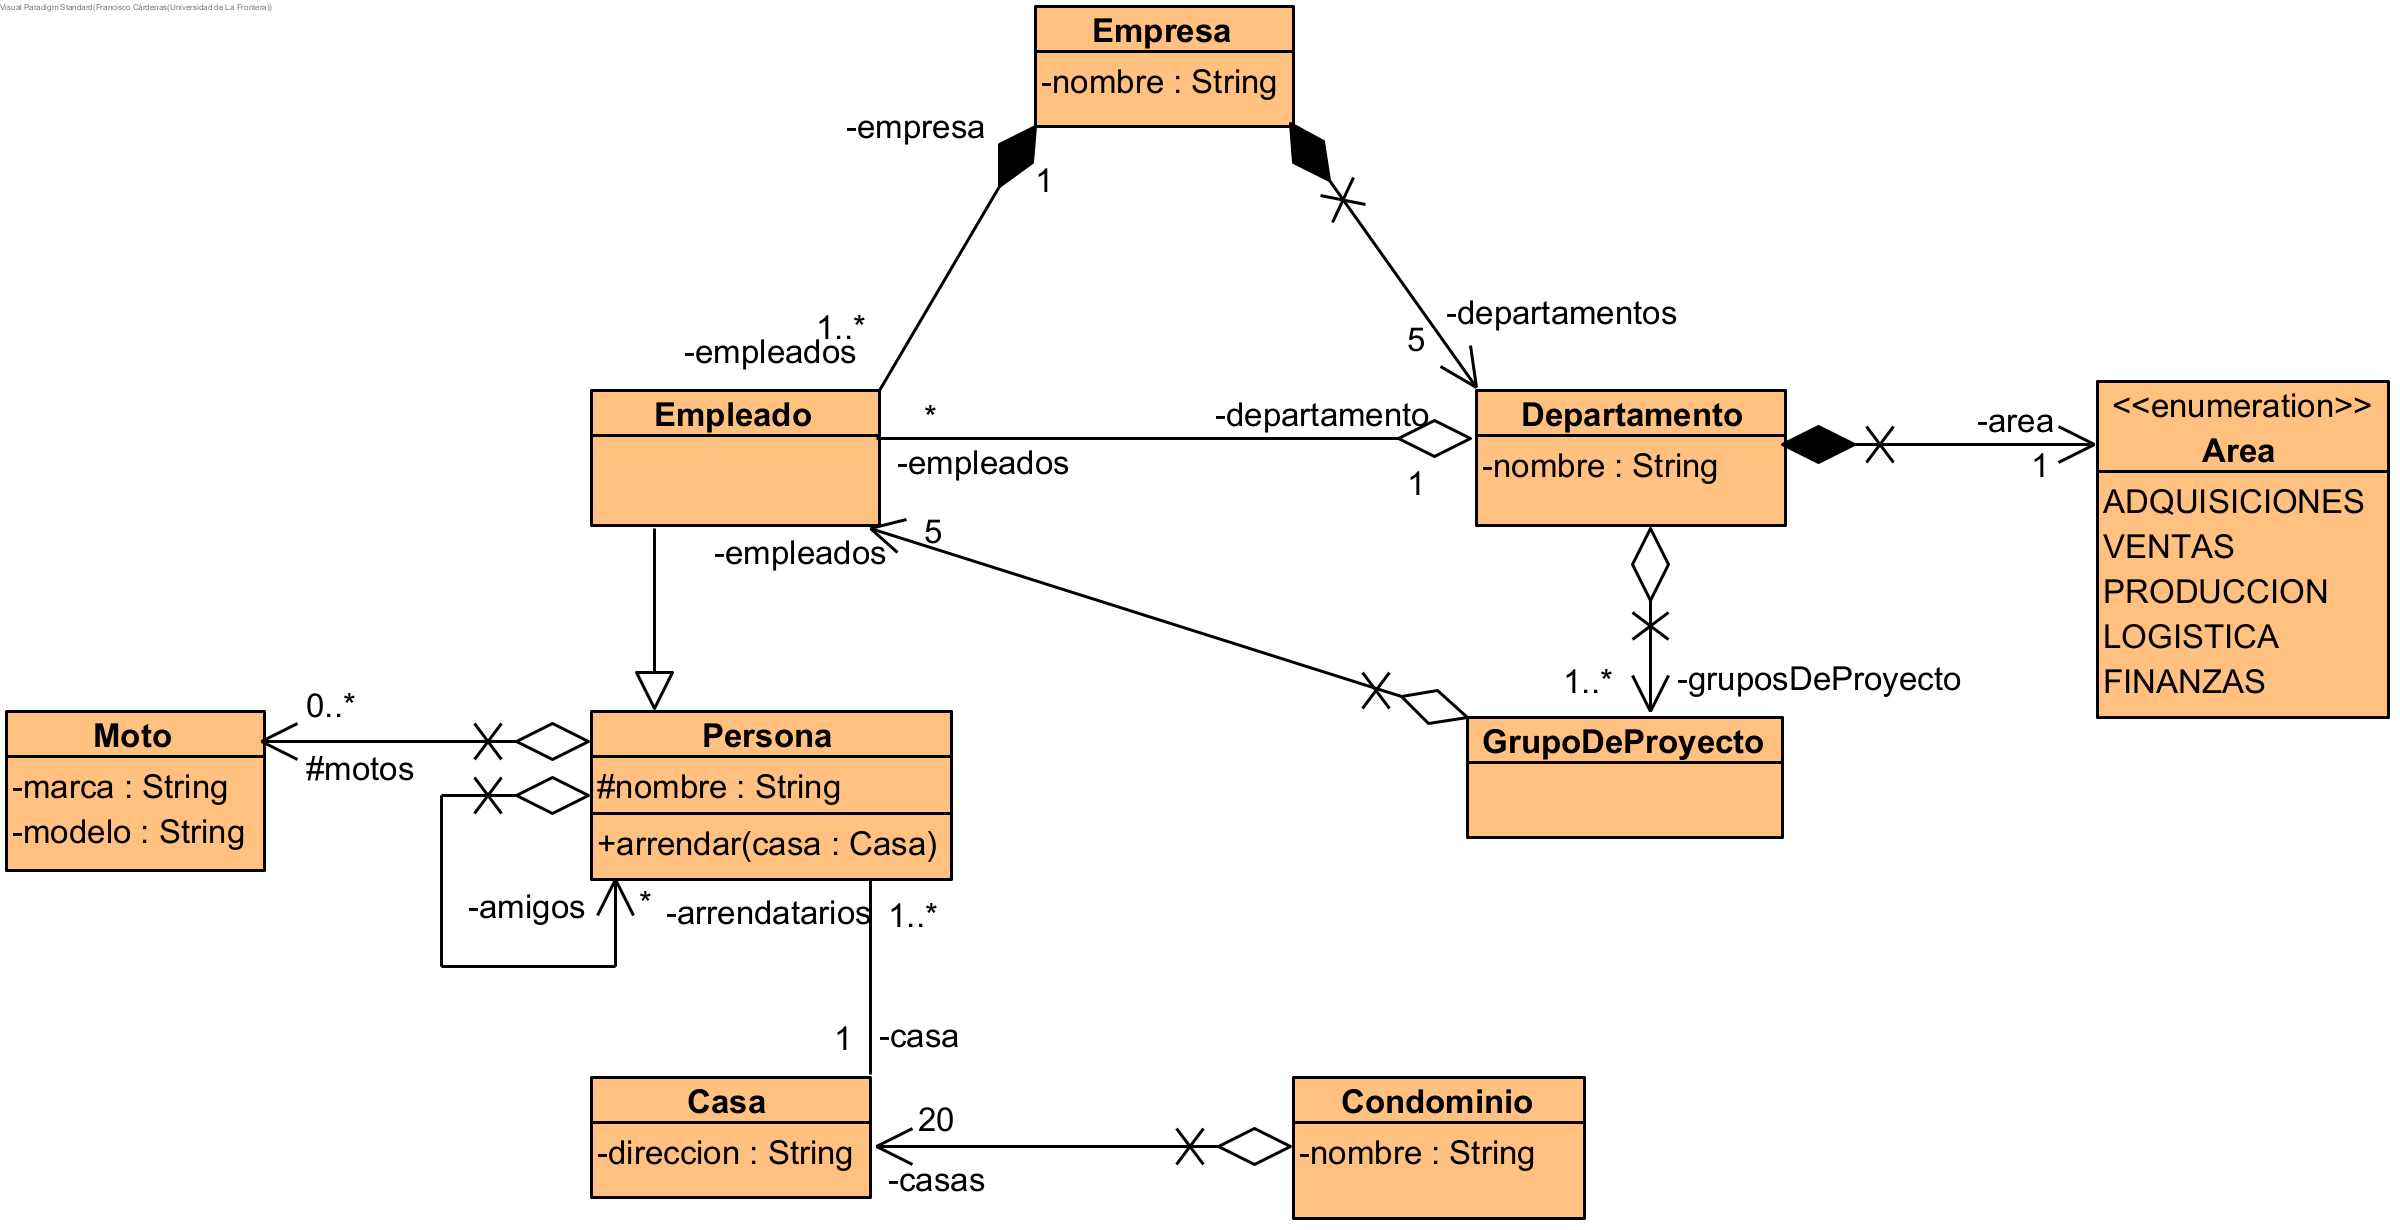 Visual Paradigm Standard(Francisco Cárdenas(Universidad de La Frontera))
Empresa
-nombre : String
-empresa
1
1..*
-empleados
-departamentos
5
Empleado
*
-departamento
-empleados
1
Departamento
-nombre : String
-area
1
<<enumeration>>
Area
ADQUISICIONES
VENTAS
PRODUCCION
LOGISTICA
FINANZAS
5
-empleados
1..*
-gruposDeProyecto
GrupoDeProyecto
0..*
#motos
Moto
-marca : String
-modelo : String
Persona
#nombre : String
+arrendar(casa : Casa)
-amigos
*
-arrendatarios
1..*
1
-casa
Casa
-direccion : String
20
-casas
Condominio
-nombre : String